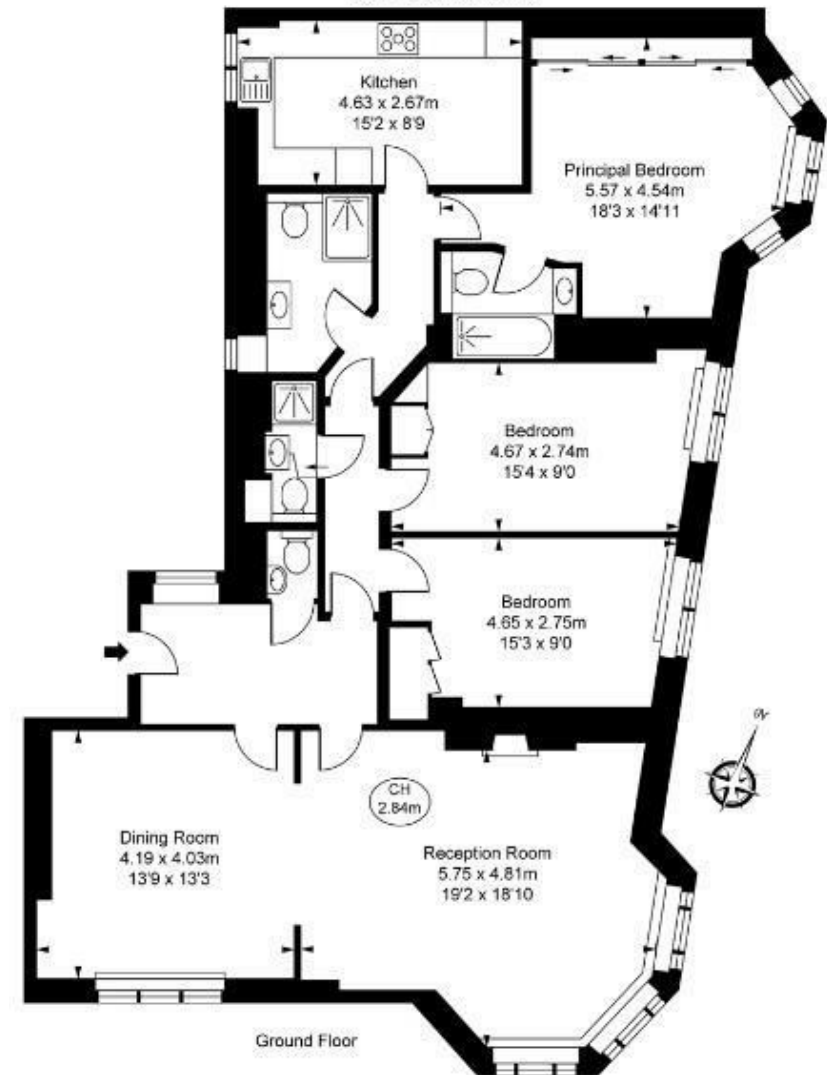 Kitchen
4.63 x 2.67m
15'2 x 8'9
Principal Bedroom
5.57 x 4.54m
18'3 x 14'11
Bedroom
4.67 x 2.74m
15'4 x 9'0
Bedroom
4.65 x 2.75m
15'3 x 9'0
N
CH
2.84m
Dining Room
4.19 x 4.03m
13'9 x 13'3
Reception Room
5.75 x 4.81m
19'2 x 18'10
Ground Floor